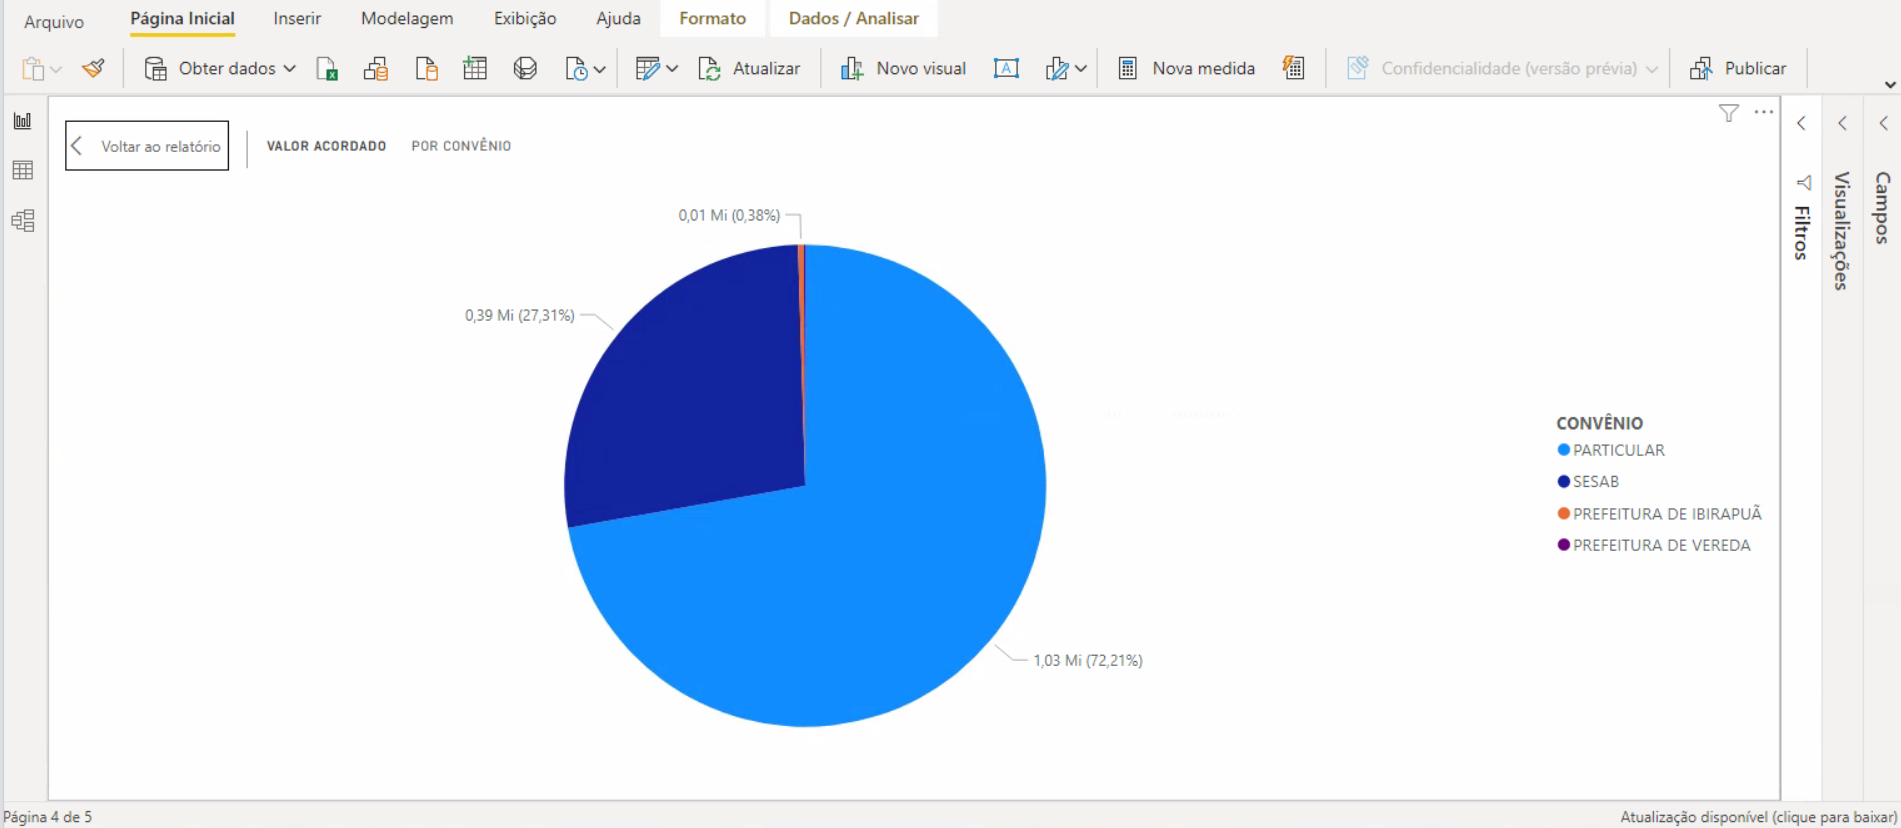 Arquivo Página Inicial Inserir Modelagem Exibição Ajuda Formato Dados / Analisar
Obter dados Atualizar Novo visual A Nova medida Confidencialidade (versão prévia) Publicar
Voltar ao relatório VALOR ACORDADO POR CONVÊNIO
Filtros
Visualizações
Campos
0,01 Mi (0,38%)
0,39 Mi (27,31%)
1,03 Mi (72,21%)
CONVÊNIO
PARTICULAR
SESAB
PREFEITURA DE IBIRAPUÃ
PREFEITURA DE VEREDA
Página 4 de 5
Atualização disponível (clique para baixar)